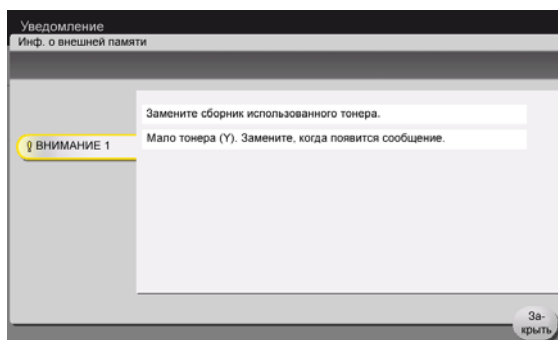 Уведомление
Инф. о внешней памяти
Замените сборник использованного тонера.
Мало тонера (Y). Замените, когда появится сообщение.
ВНИМАНИЕ 1
За-
крыть